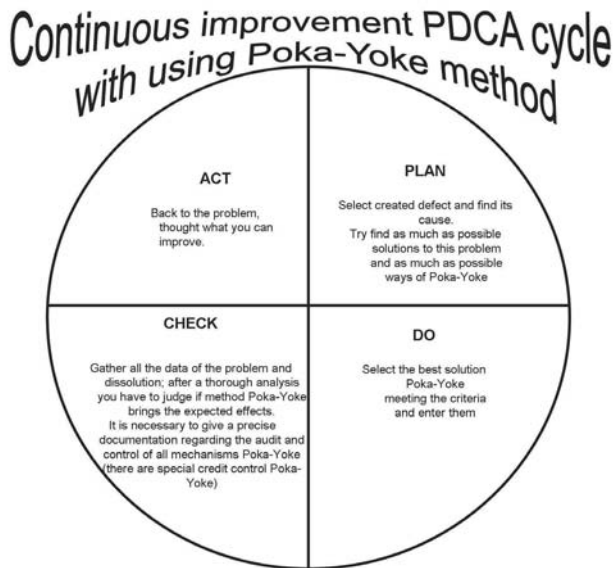 Continuous improvement PDCA cycle
with using Poka-Yoke method
ACT
Back to the problem,
thought what you can
improve.
PLAN
Select created defect and find its
cause.
Try find as much as possible
solutions to this problem
and as much as possible
ways of Poka-Yoke
CHECK
Gather all the data of the problem and
dissolution; after a thorough analysis
you have to judge if method Poka-Yoke
brings the expected effects.
It is necessary to give a precise
documentation regarding the audit and
control of all mechanisms Poka-Yoke
(there are special credit control Poka-
Yoke)
DO
Select the best solution
Poka-Yoke
meeting the criteria
and enter them